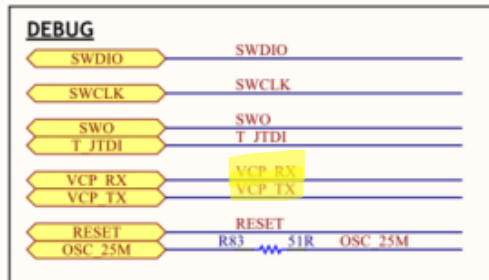 DEBUG
SWDIO SWDIO
SWCLK SWCLK
SWO SWO
T_JTDI T_JTDI
VCP_RX VCP_RX
VCP_TX VCP_TX
RESET RESET
OSC_25M R83 51R OSC_25M